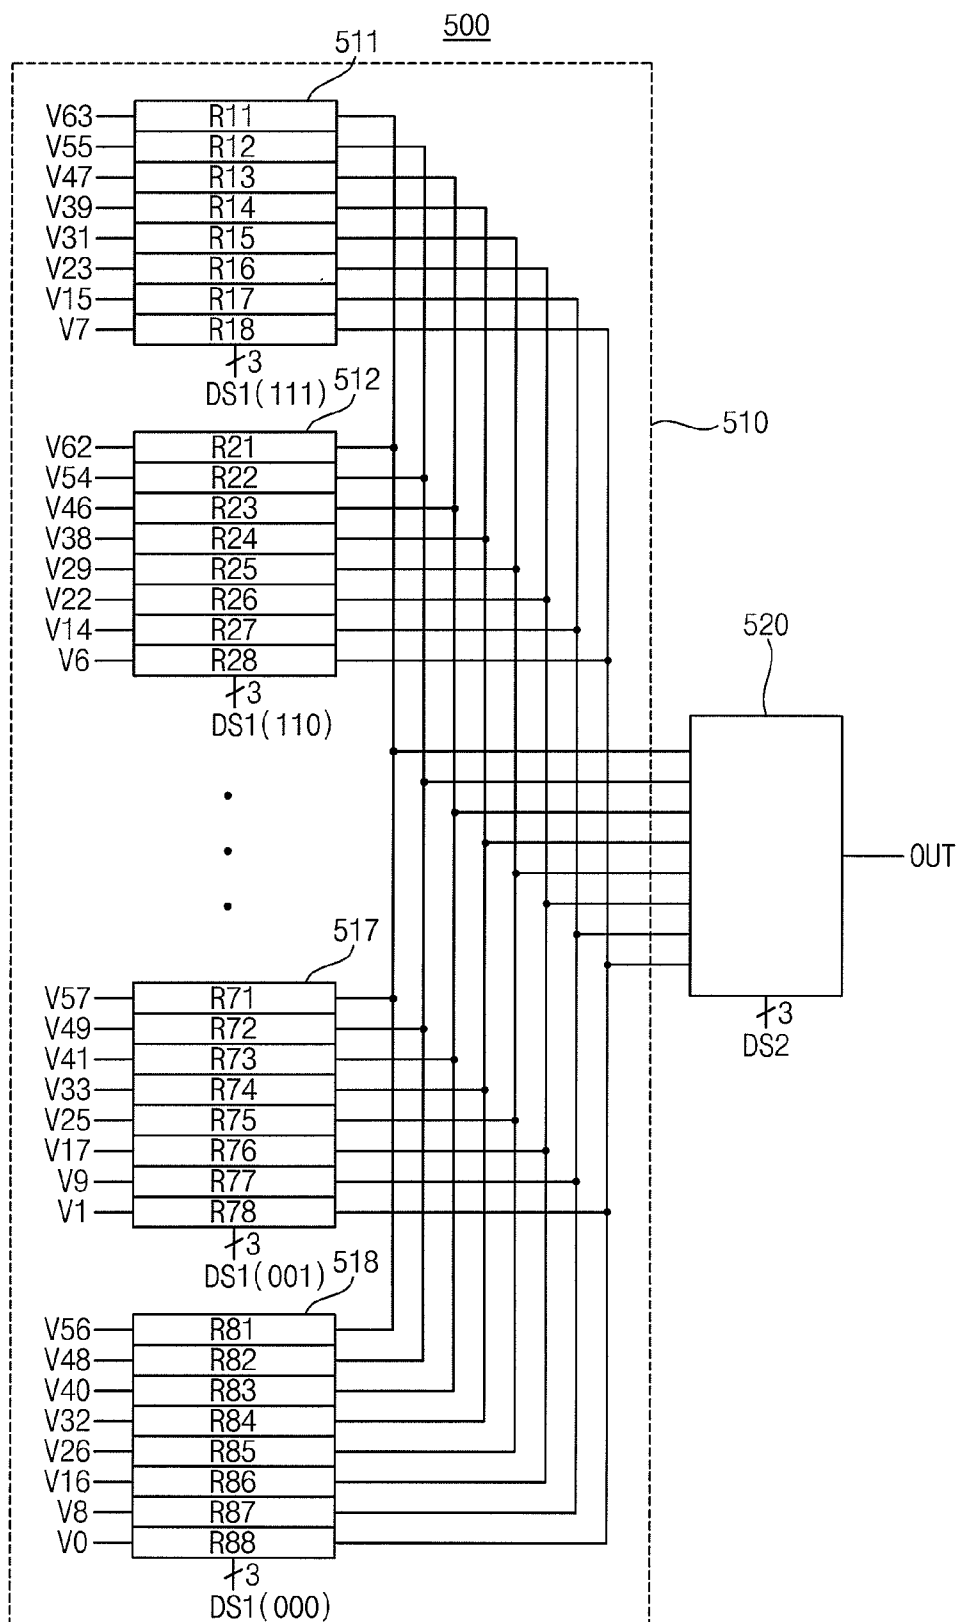 500
511
V63 R11
V55 R12
V47 R13
V39 R14
V31 R15
V23 R16
V15 R17
V7 R18
3
DS1(111)
512
510
V62 R21
V54 R22
V46 R23
V38 R24
V29 R25
V22 R26
V14 R27
V6 R28
3
DS1(110)
520
OUT
3
DS2
517
V57 R71
V49 R72
V41 R73
V33 R74
V25 R75
V17 R76
V9 R77
V1 R78
3
DS1(001)
518
V56 R81
V48 R82
V40 R83
V32 R84
V26 R85
V16 R86
V8 R87
V0 R88
3
DS1(000)